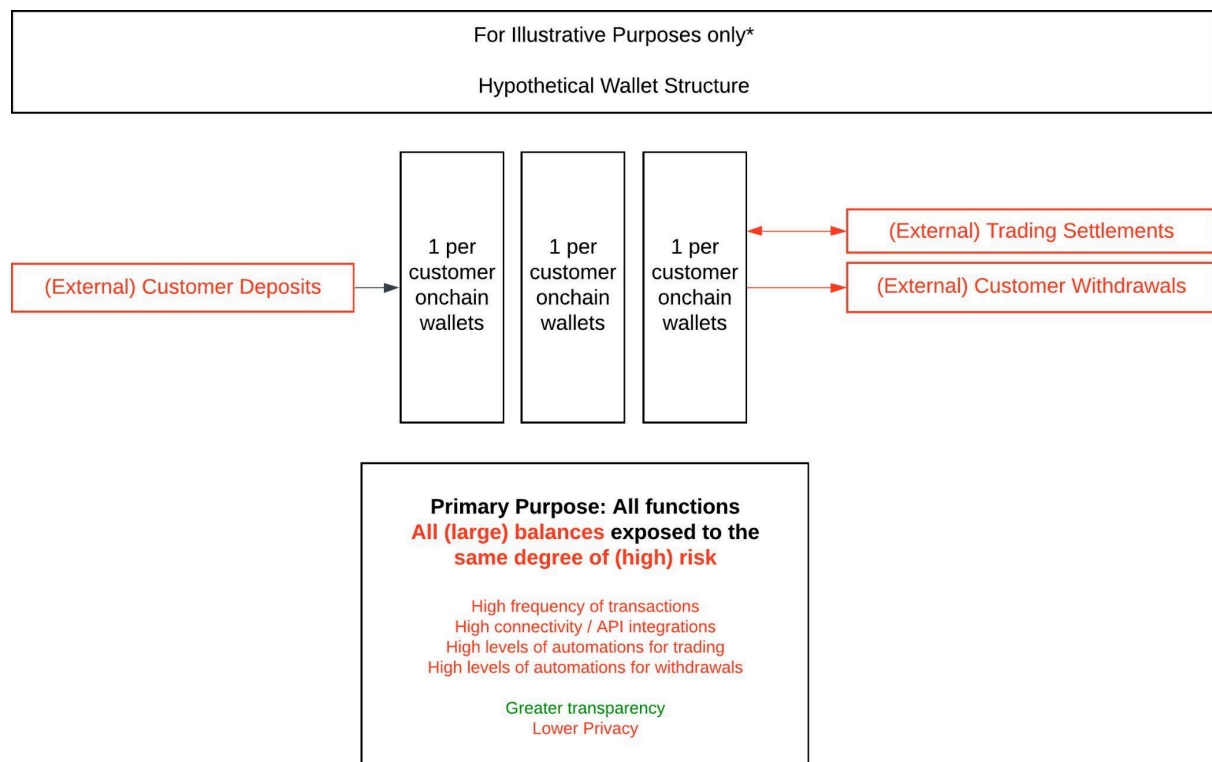 For Illustrative Purposes only*
Hypothetical Wallet Structure
(External) Customer Deposits
1 per
customer
onchain
wallets
1 per
customer
onchain
wallets
1 per
customer
onchain
wallets
(External) Trading Settlements
(External) Customer Withdrawals
Primary Purpose: All functions
All (large) balances exposed to the
same degree of (high) risk
High frequency of transactions
High connectivity / API integrations
High levels of automations for trading
High levels of automations for withdrawals
Greater transparency
Lower Privacy